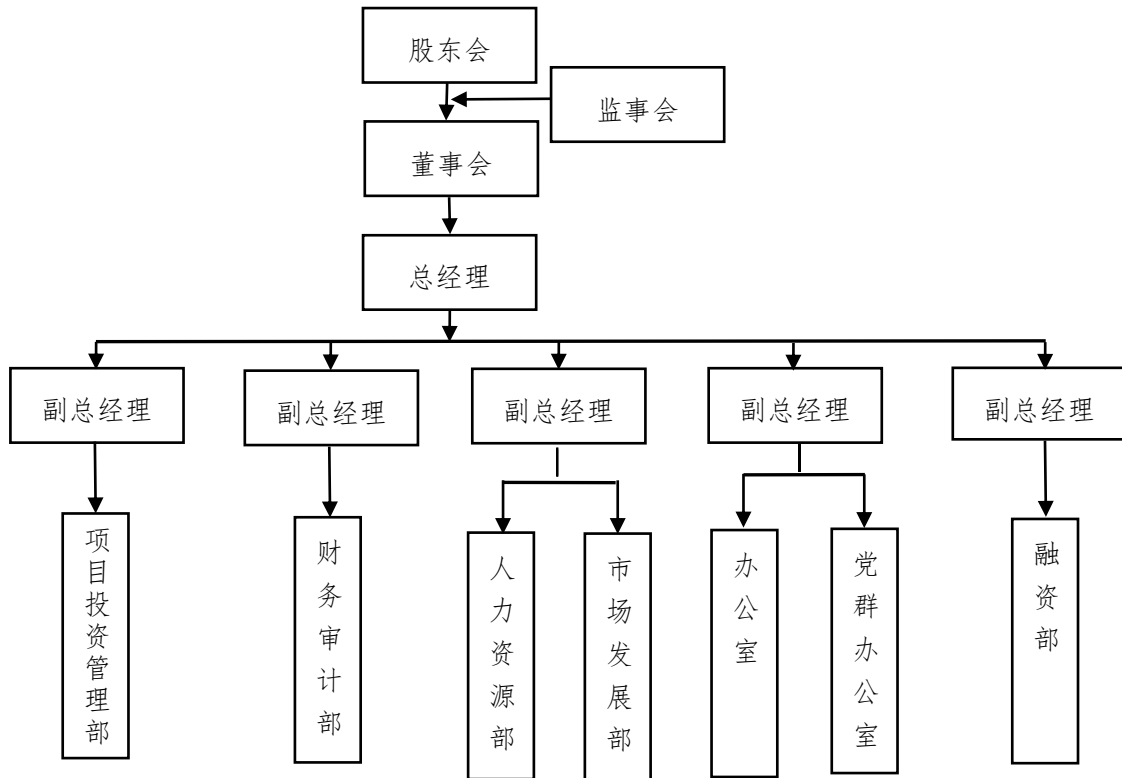 股东会
监事会
董事会
总经理
副总经理
副总经理
副总经理
副总经理
副总经理
项目投资管理部
财务审计部
人力资源部
市场发展部
办公室
党群办公室
融资部